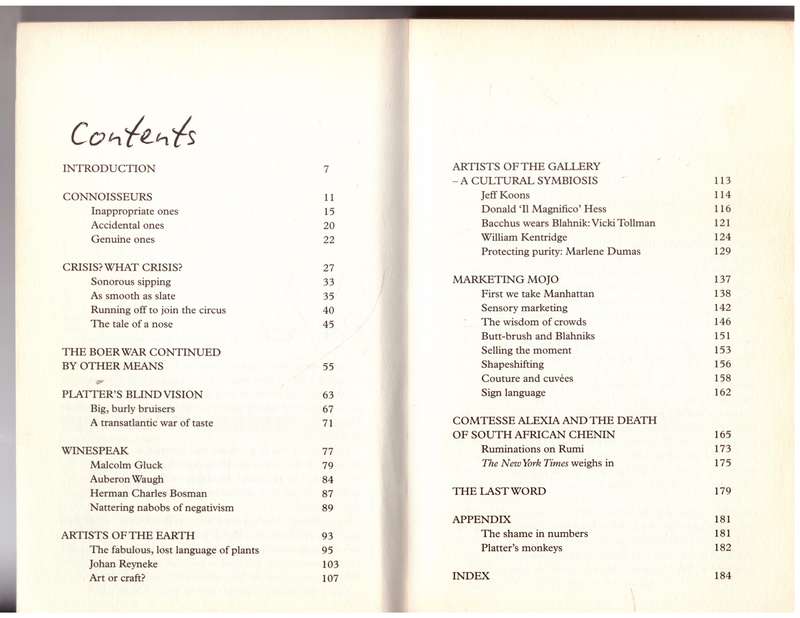 Contents
INTRODUCTION 7
CONNOISSEURS 11
Inappropriate ones 15
Accidental ones 20
Genuine ones 22
CRISIS? WHAT CRISIS? 27
Sonorous sipping 33
As smooth as slate 35
Running off to join the circus 40
The tale of a nose 45
THE BOER WAR CONTINUED
BY OTHER MEANS 55
or
PLATTER'S BLIND VISION 63
Big, burly bruisers 67
A transatlantic war of taste 71
WINESPEAK 77
Malcolm Gluck 79
Auberon Waugh 84
Herman Charles Bosman 87
Nattering nabobs of negativism 89
ARTISTS OF THE EARTH 93
The fabulous, lost language of plants 95
Johan Reyneke 103
Art or craft? 107
ARTISTS OF THE GALLERY
– A CULTURAL SYMBIOSIS 113
Jeff Koons 114
Donald 'Il Magnifico' Hess 116
Bacchus wears Blahnik: Vicki Tollman 121
William Kentridge 124
Protecting purity: Marlene Dumas 129
MARKETING MOJO 137
First we take Manhattan 138
Sensory marketing 142
The wisdom of crowds 146
Butt-brush and Blahniks 151
Selling the moment 153
Shapeshifting 156
Couture and cuvées 158
Sign language 162
COMTESSE ALEXIA AND THE DEATH
OF SOUTH AFRICAN CHENIN 165
Ruminations on Rumi 173
The New York Times weighs in 175
THE LAST WORD 179
APPENDIX 181
The shame in numbers 181
Platter's monkeys 182
INDEX 184